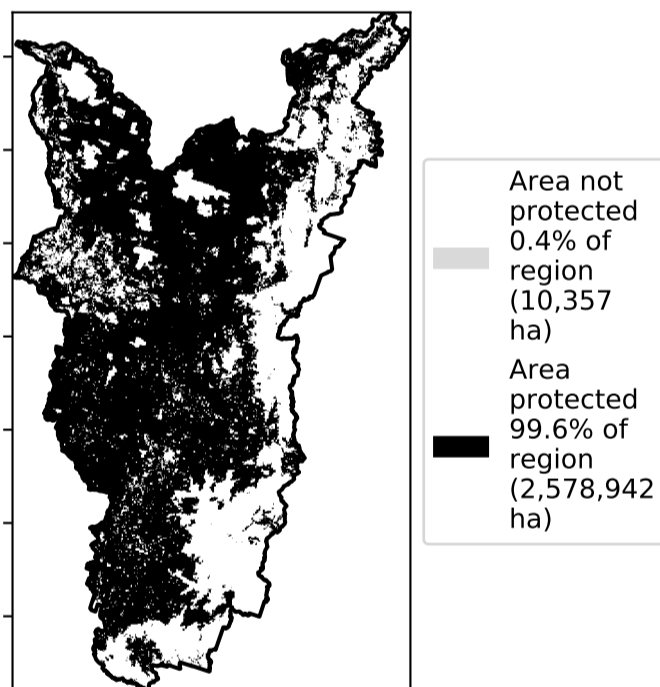 Area not
protected
0.4% of
region
(10,357
ha)
Area
protected
99.6% of
region
(2,578,942
ha)